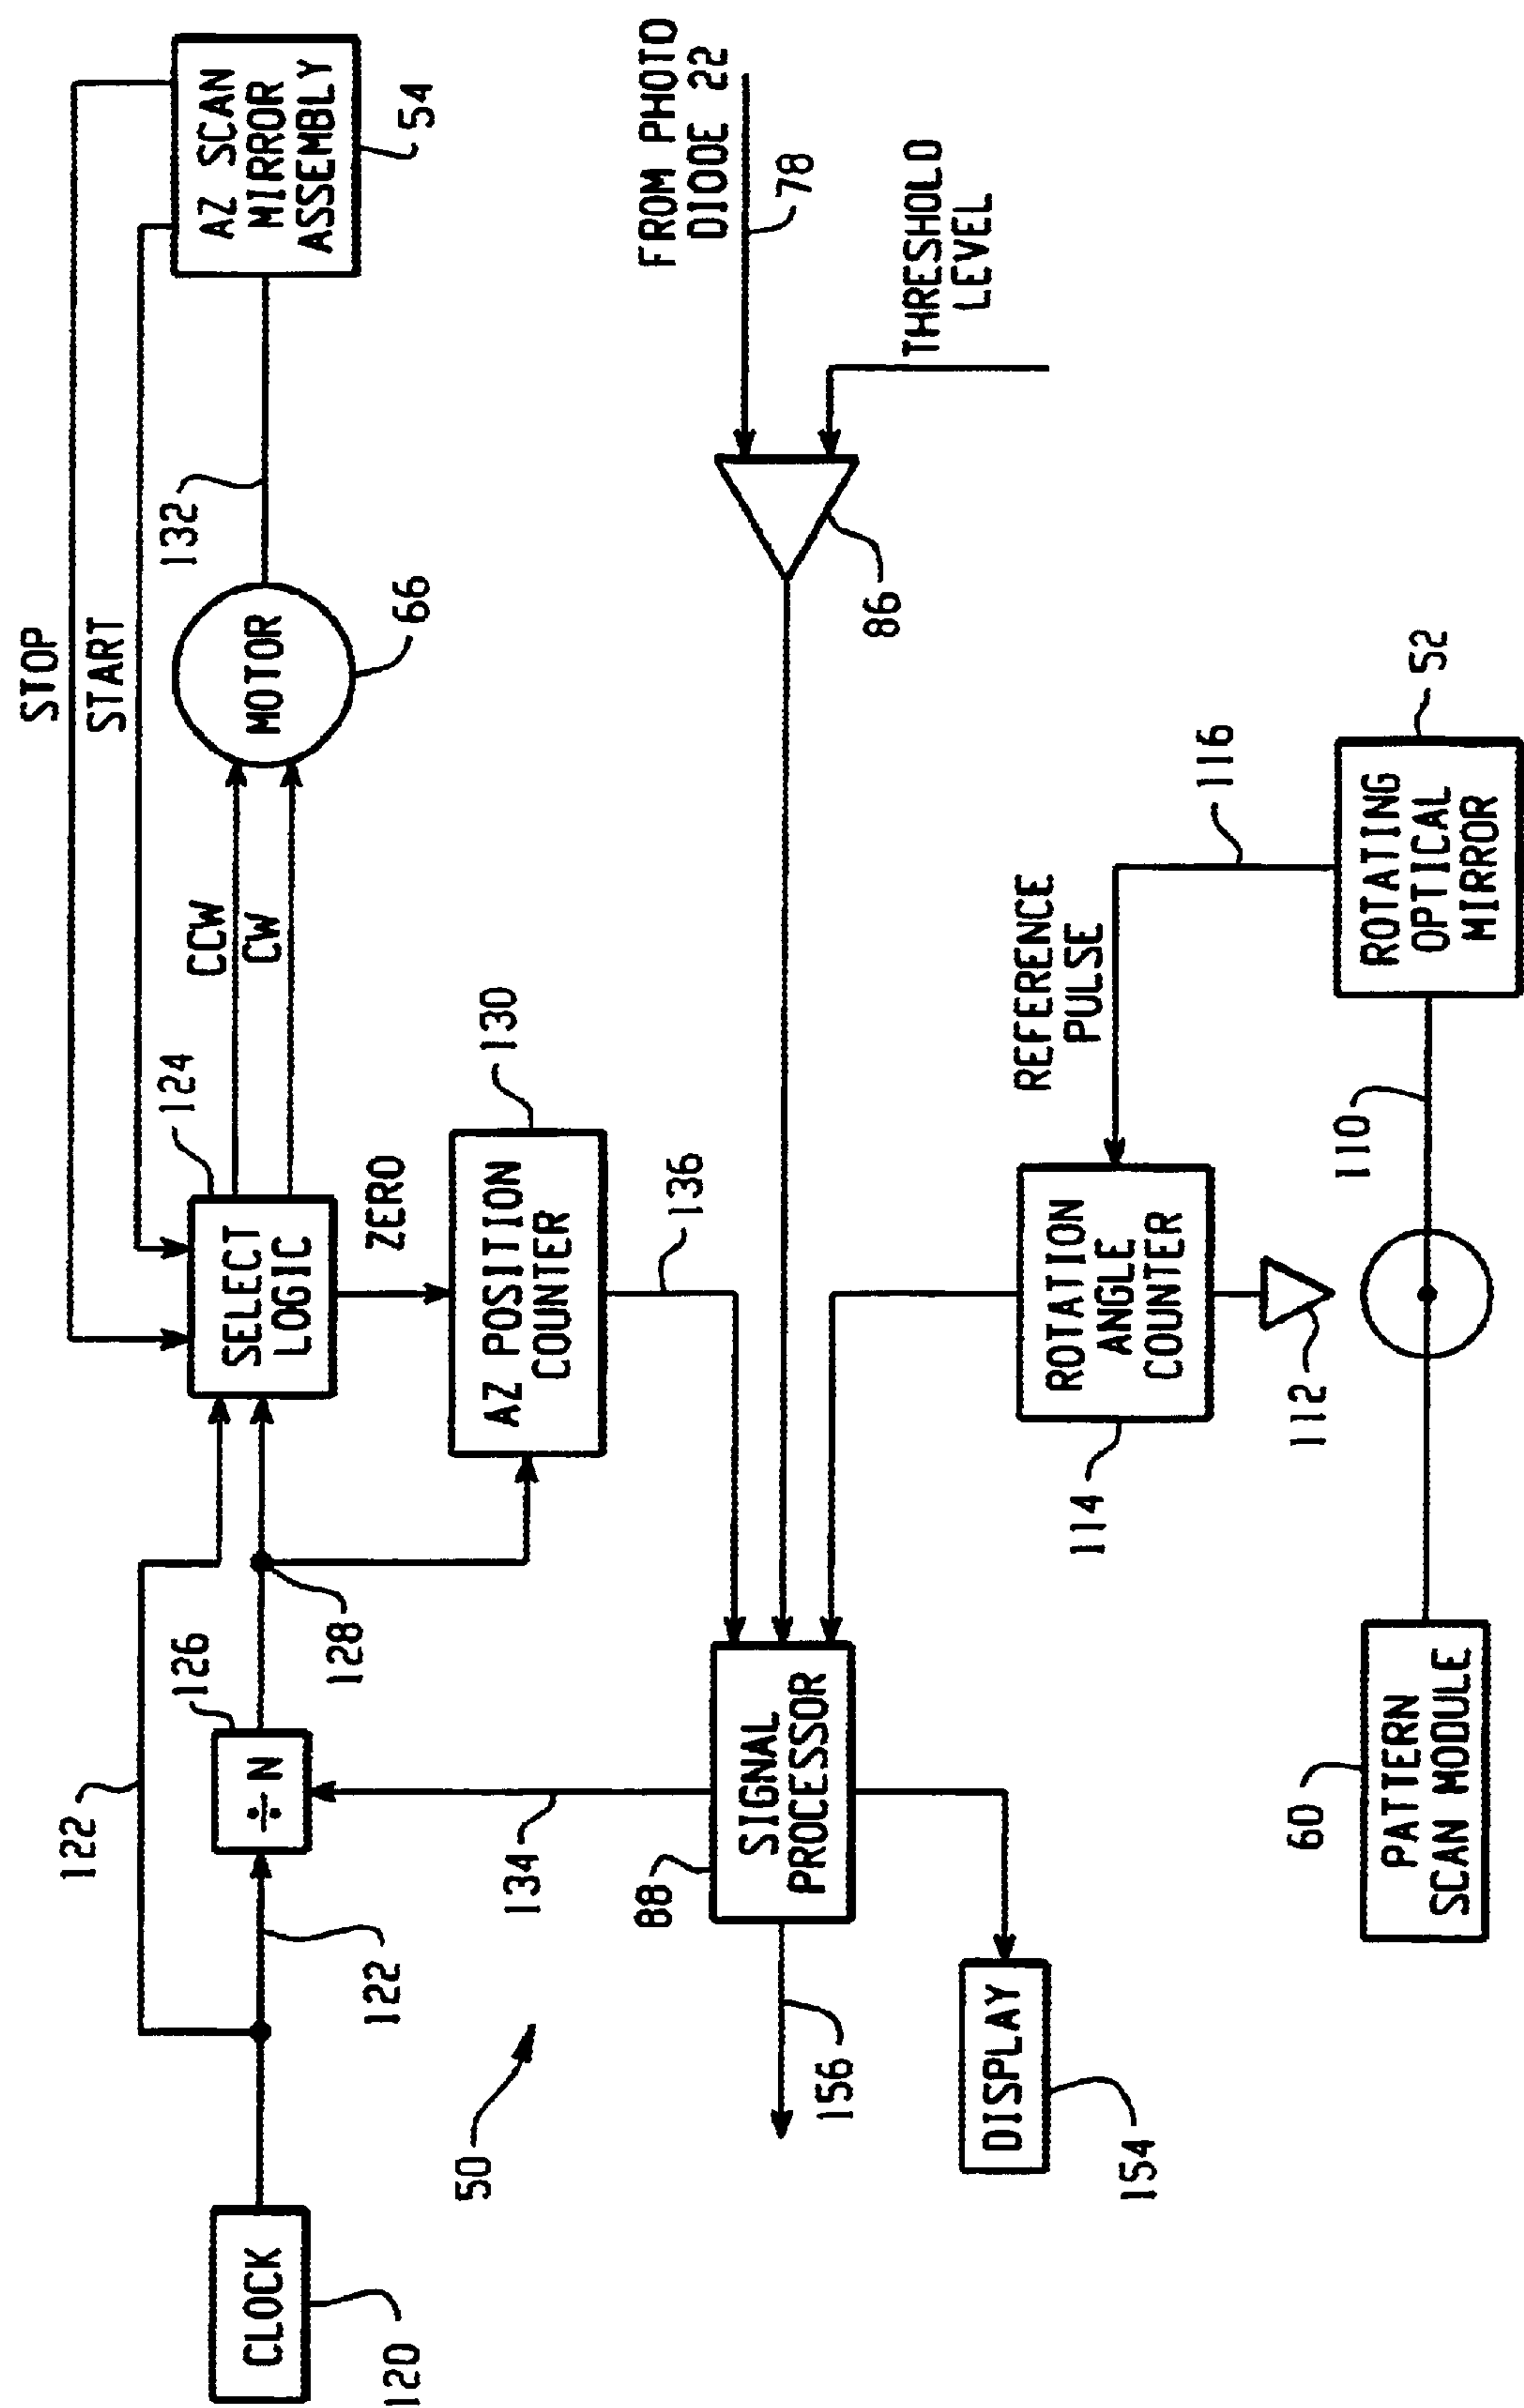 STOP
START
122
126
124
CCW
CW
132
CLOCK
÷ N
SELECT
LOGIC
MOTOR
AZ SCAN
MIRROR
ASSEMBLY
120
122
128
ZERO
66
54
50
134
AZ POSITION
COUNTER
130
136
88
SIGNAL
PROCESSOR
FROM PHOTO
DIODE 22
78
156
86
THRESHOLD
LEVEL
DISPLAY
154
114
ROTATION
ANGLE
COUNTER
REFERENCE
PULSE
116
112
60
110
52
PATTERN
SCAN MODULE
ROTATING
OPTICAL
MIRROR